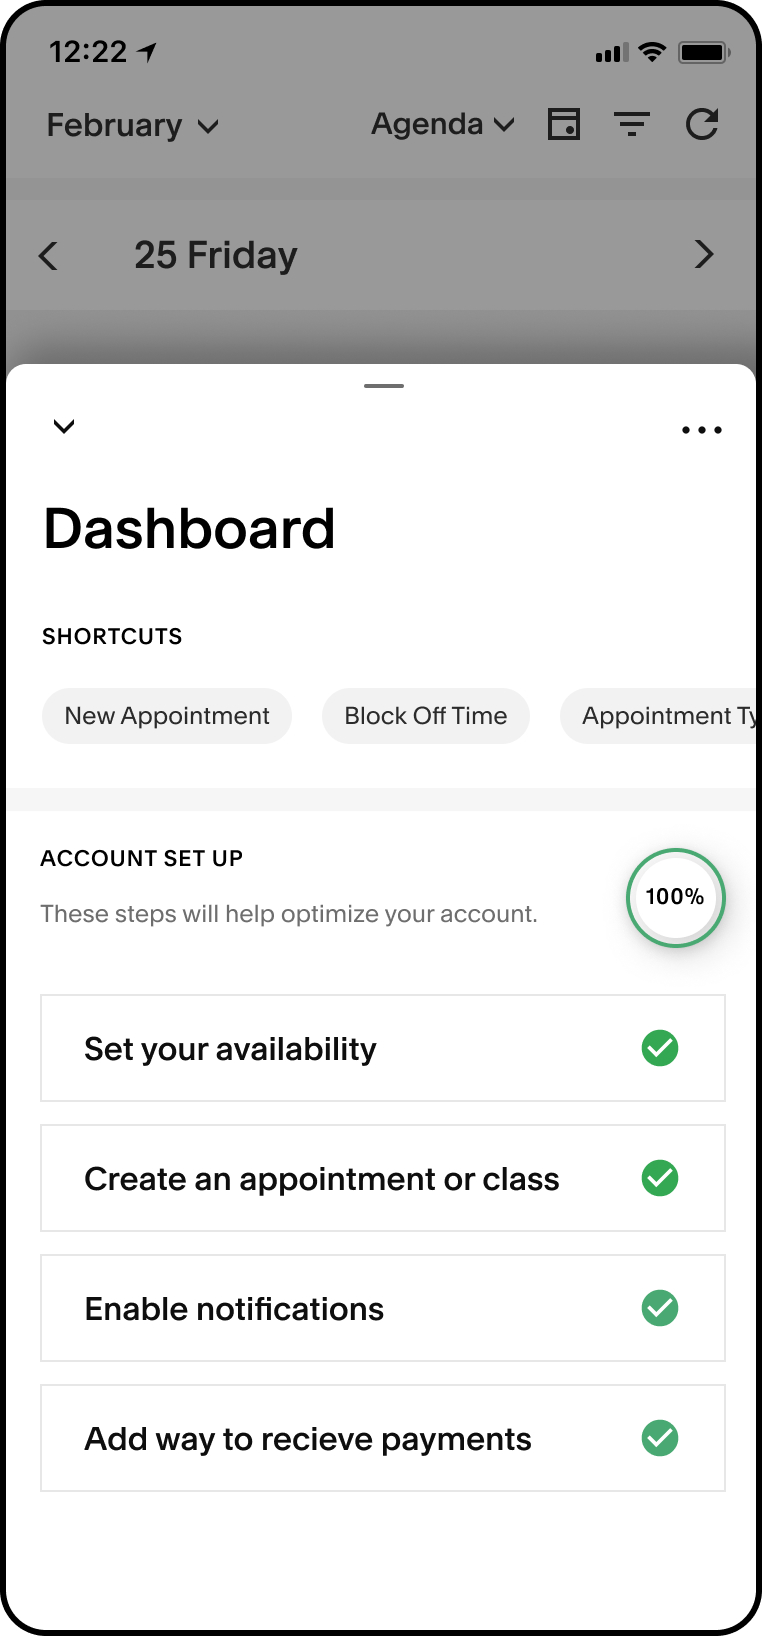 12:22
February Agenda
25 Friday
Dashboard
SHORTCUTS
New Appointment Block Off Time Appointment Ty
ACCOUNT SET UP
100%
These steps will help optimize your account.
Set your availability
Create an appointment or class
Enable notifications
Add way to recieve payments